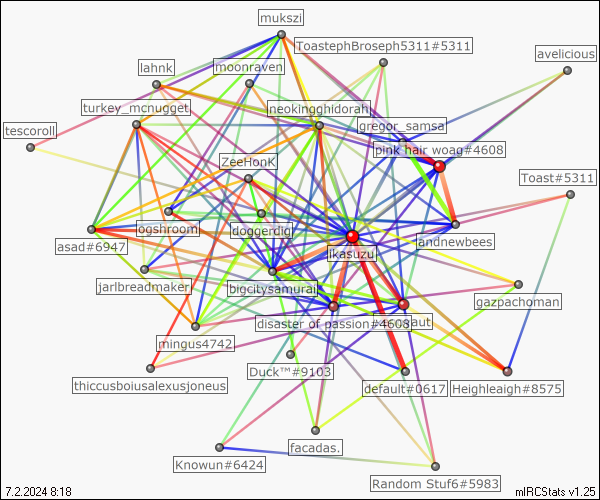 mukszi
ToastephBroseph5311#5311
avelicious
lahnk
moonraven
turkey_mcnugget
neokingghidorah
gregor_samsa
tescoroll
pink hair woag#4608
ZeeHonK
Toast#5311
ogshroom
doggerdig
andnewbees
asad#6947
ikasuzu
jarlbreadmaker
bigcitysamurai
gazpachoman
disaster of passion#4608
aut
mingus4742
Duck™#9103
thiccusboiusalexusjoneus
default#0617
Heighleaigh#8575
facadas.
Knowun#6424
Random Stuf6#5983
7.2.2024 8:18
mIRCStats v1.25